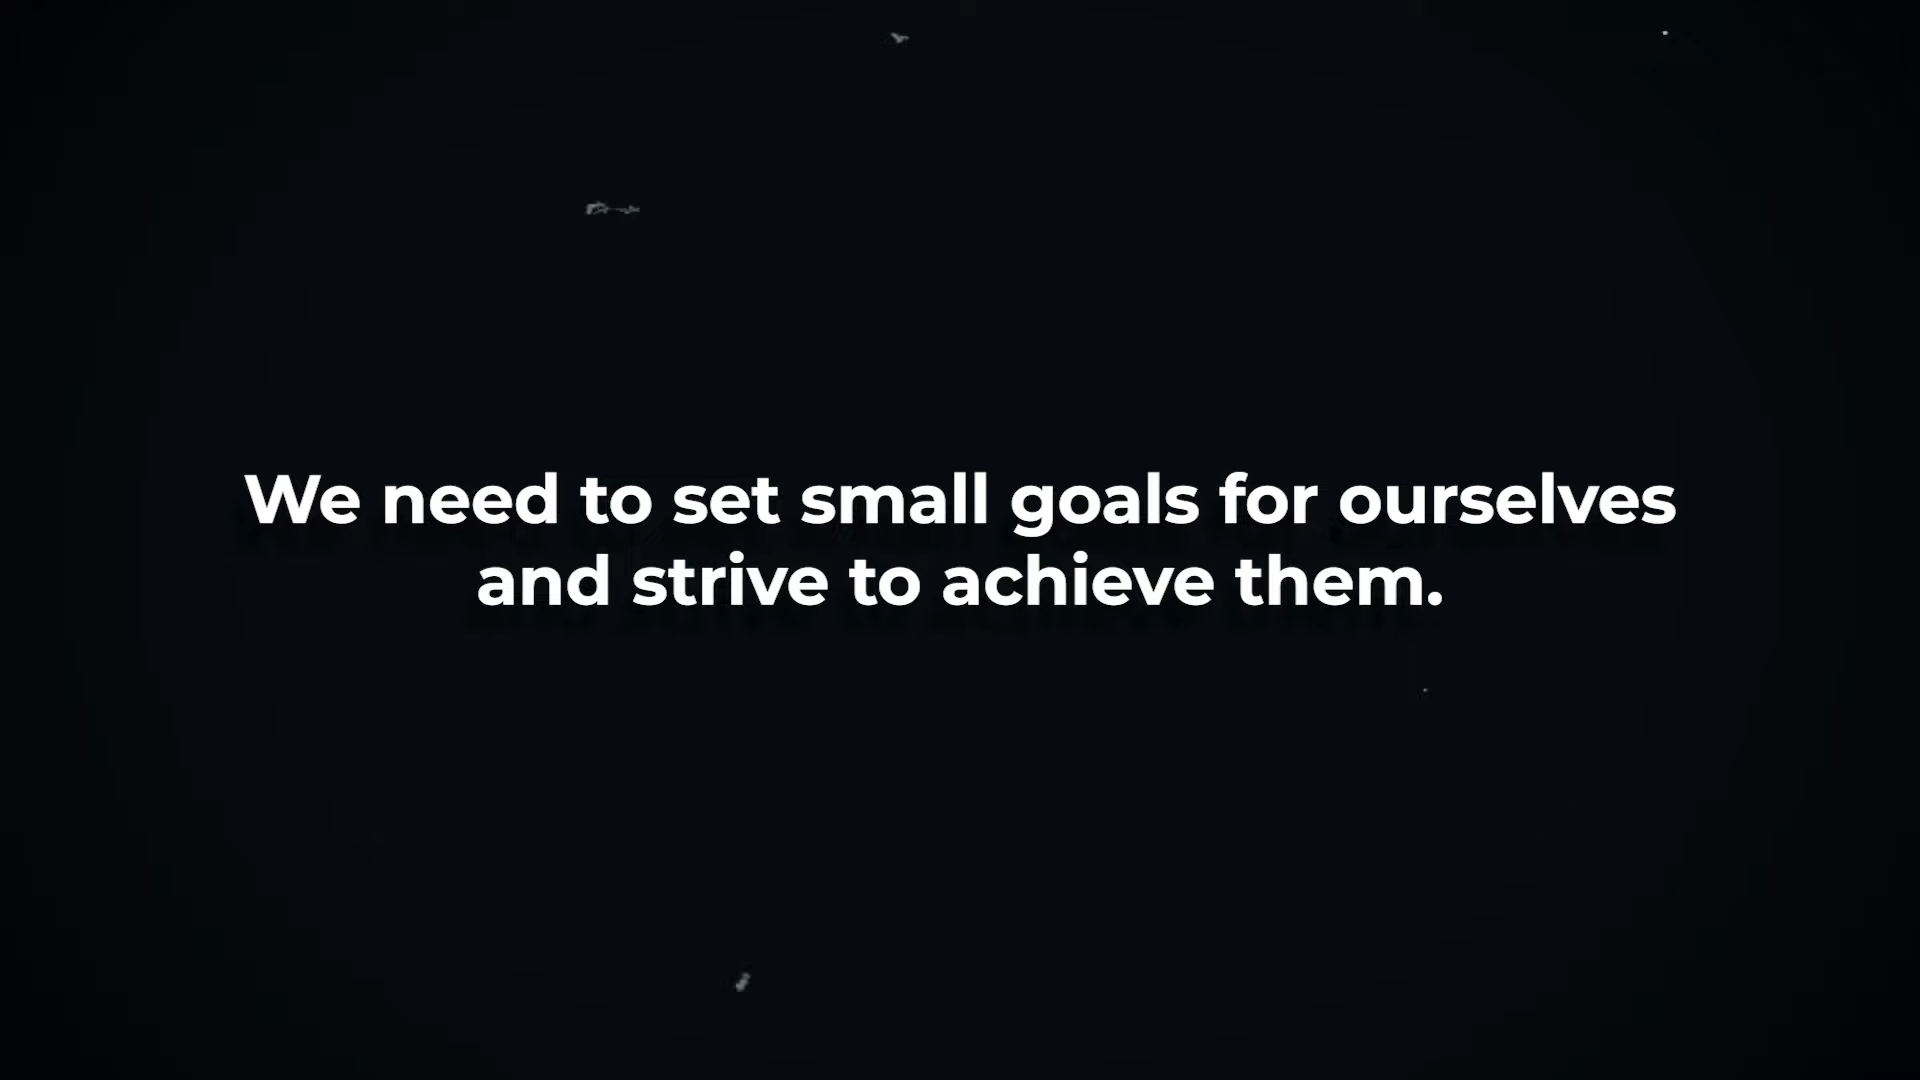 We need to set small goals for ourselves
and strive to achieve them.